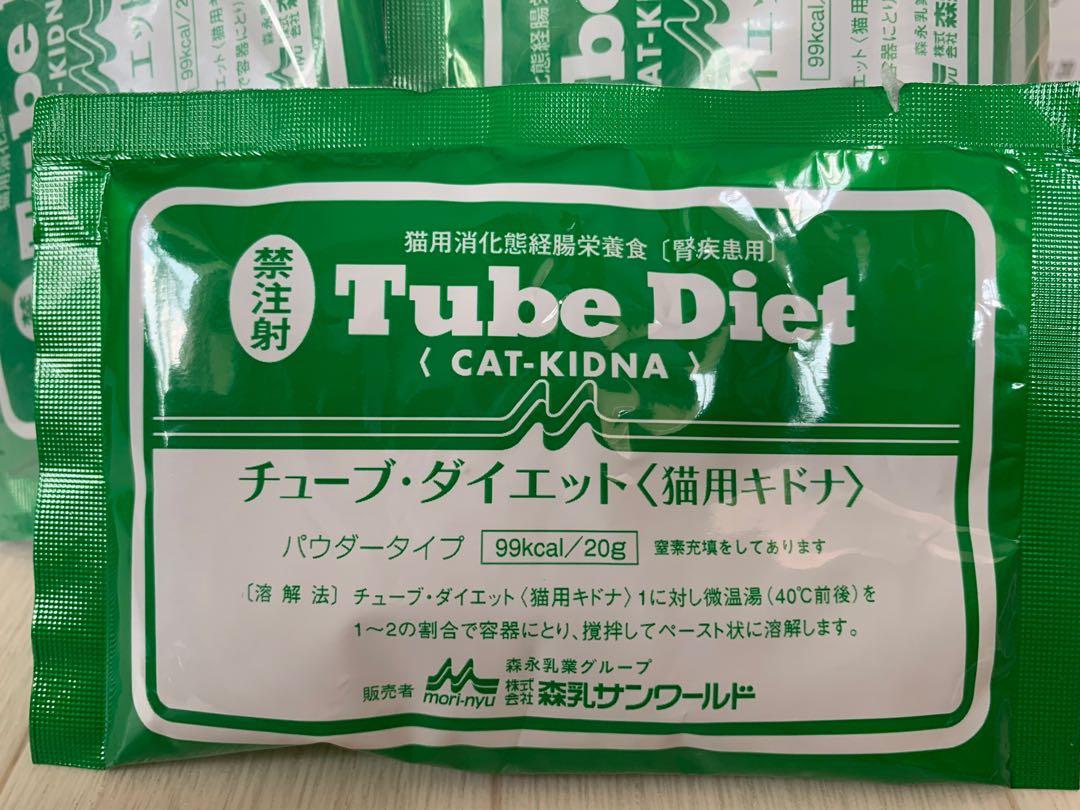 Tube
CAT-KI
99kcal/
99kcal/
禁注射
猫用消化態経腸栄養食〔腎疾患用〕
Tube Diet
〈 CAT-KIDNA 〉
チューブ・ダイエット〈猫用キドナ〉
パウダータイプ 99kcal/20g 窒素充填をしてあります
〔溶解法〕 チューブ・ダイエット〈猫用キドナ〉1に対し微温湯(40℃前後)を
1〜2の割合で容器にとり、撹拌してペースト状に溶解します。
森永乳業グループ
販売者 mori-nyu 株式会社 森乳サンワールド